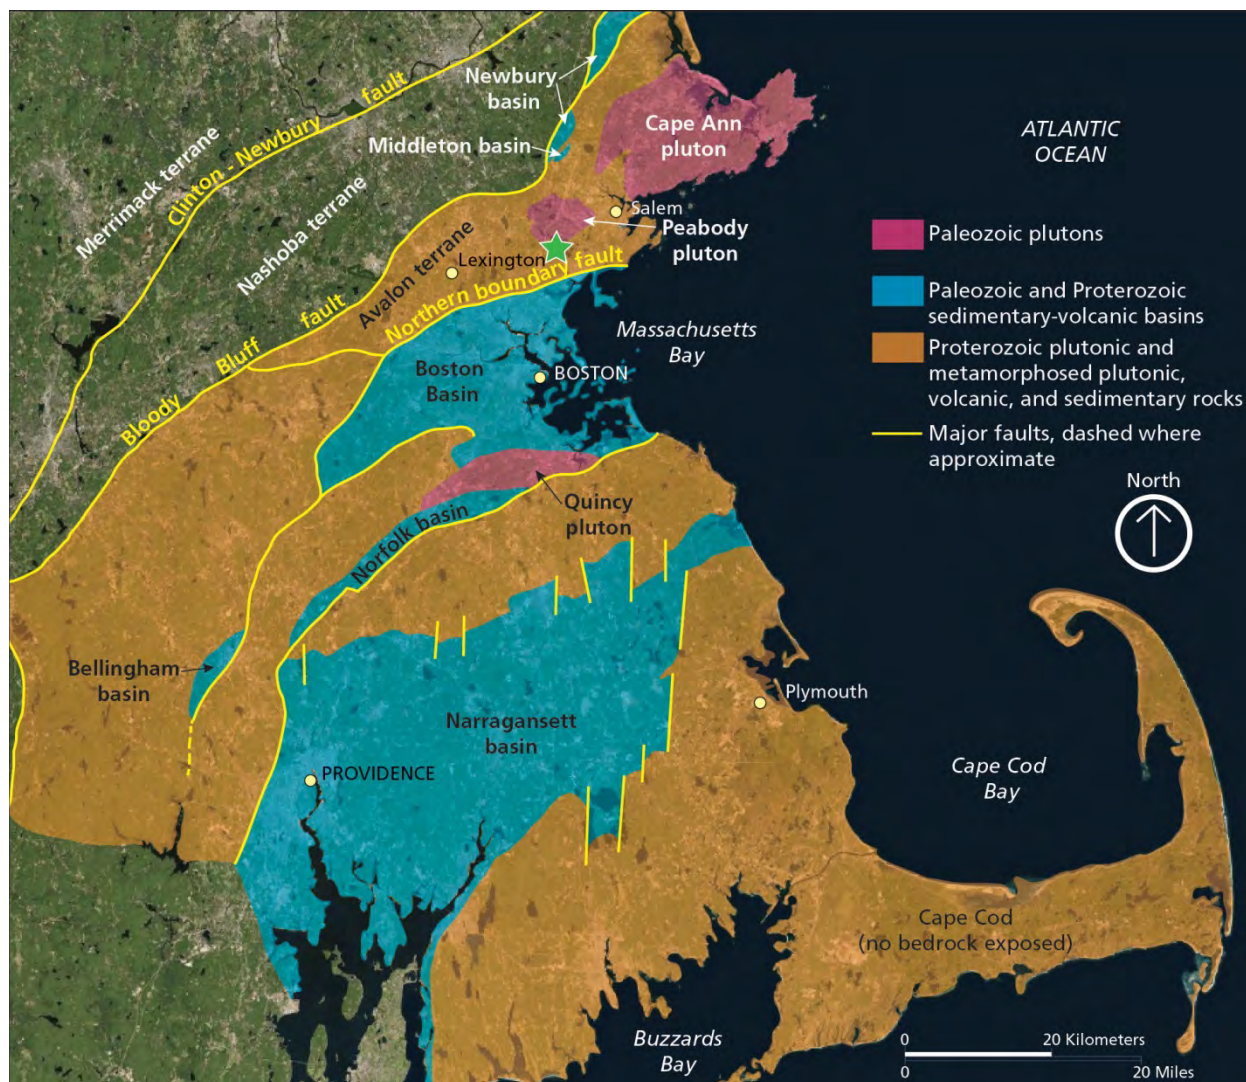 Newbury
basin
Middleton basin
Cape Ann
pluton
ATLANTIC
OCEAN
Merrimack terrane
Clinton - Newbury fault
Nashoba terrane
Salem
Peabody
pluton
Lexington
Avalon terrane
Northern boundary fault
Bloody Bluff fault
Massachusetts
Bay
Boston
Basin
BOSTON
Paleozoic plutons
Paleozoic and Proterozoic
sedimentary-volcanic basins
Proterozoic plutonic and
metamorphosed plutonic,
volcanic, and sedimentary rocks
Major faults, dashed where
approximate
North
Quincy
pluton
Norfolk basin
Bellingham
basin
Narragansett
basin
Plymouth
PROVIDENCE
Cape Cod
Bay
Cape Cod
(no bedrock exposed)
Buzzards
Bay
0 20 Kilometers
0 20 Miles